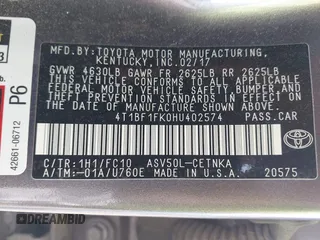 MFD.BY:TOYOTA MOTOR MANUFACTURING,
KENTUCKY,INC.02/17
GVWR 4630LB GAWR FR 2625LB RR 2625LB
THIS VEHICLE CONFORMS TO ALL APPLICABLE
FEDERAL MOTOR VEHICLE SAFETY, BUMPER, AND
THEFT PREVENTION STANDARDS IN EFFECT ON
THE DATE OF MANUFACTURE SHOWN ABOVE.
4T1BF1FK0HU402574 PASS.CAR
C/TR:1H1/FC10 ASV50L-CETNKA
A/TM:-01A/U760E
MADE IN U.S.A. 20575
TOYOTA
P6
42661-06712
3
DREAMBID